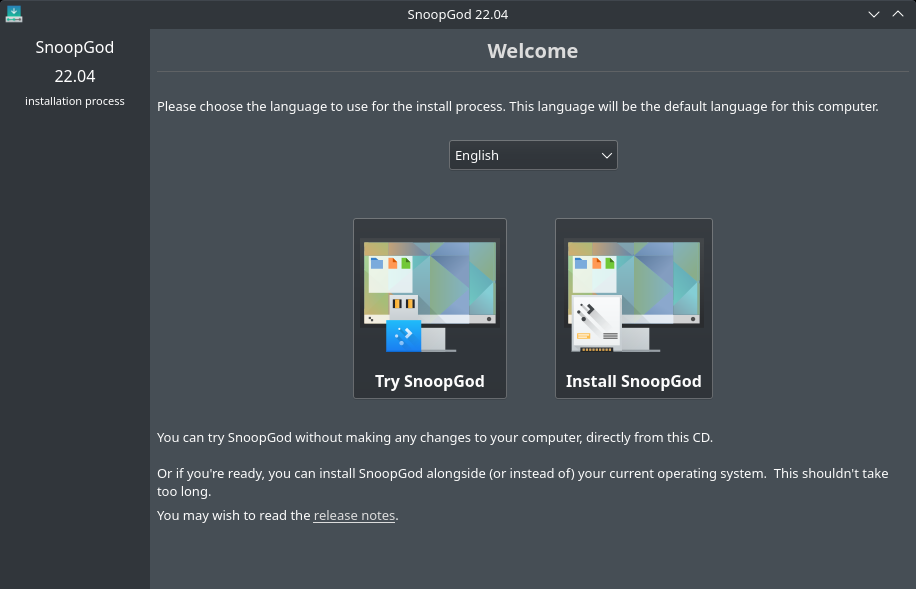 SnoopGod 22.04
SnoopGod
22.04
installation process
Welcome
Please choose the language to use for the install process. This language will be the default language for this computer.
English
Try SnoopGod
Install SnoopGod
You can try SnoopGod without making any changes to your computer, directly from this CD.
Or if you're ready, you can install SnoopGod alongside (or instead of) your current operating system.  This shouldn't take
too long.
You may wish to read the release notes.